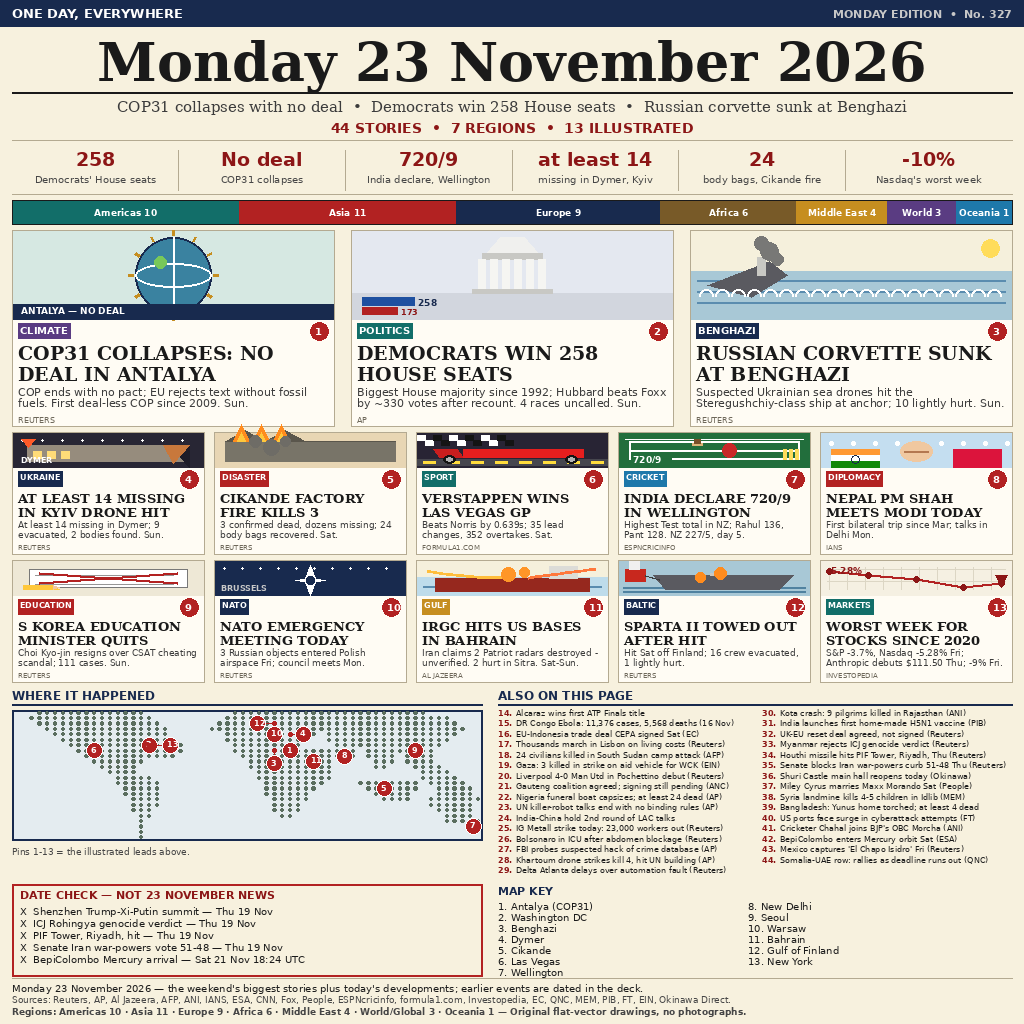 ONE DAY, EVERYWHERE
MONDAY EDITION • No. 327
Monday 23 November 2026
COP31 collapses with no deal • Democrats win 258 House seats • Russian corvette sunk at Benghazi
44 STORIES • 7 REGIONS • 13 ILLUSTRATED
258
Democrats' House seats
No deal
COP31 collapses
720/9
India declare, Wellington
at least 14
missing in Dymer, Kyiv
24
body bags, Cikande fire
-10%
Nasdaq's worst week
Americas 10
Asia 11
Europe 9
Africa 6
Middle East 4
World 3
Oceania 1
ANTALYA — NO DEAL
CLIMATE
1
COP31 COLLAPSES: NO
DEAL IN ANTALYA
COP ends with no pact; EU rejects text without fossil
fuels. First deal-less COP since 2009. Sun.
REUTERS
258
173
POLITICS
2
DEMOCRATS WIN 258
HOUSE SEATS
Biggest House majority since 1992; Hubbard beats Foxx
by ~330 votes after recount. 4 races uncalled. Sun.
AP
BENGHAZI
3
RUSSIAN CORVETTE SUNK
AT BENGHAZI
Suspected Ukrainian sea drones hit the
Steregushchiy-class ship at anchor; 10 lightly hurt. Sun.
REUTERS
DYMER
UKRAINE
4
AT LEAST 14 MISSING
IN KYIV DRONE HIT
At least 14 missing in Dymer; 9
evacuated, 2 bodies found. Sun.
REUTERS
DISASTER
5
CIKANDE FACTORY
FIRE KILLS 3
3 confirmed dead, dozens missing; 24
body bags recovered. Sat.
REUTERS
SPORT
6
VERSTAPPEN WINS
LAS VEGAS GP
Beats Norris by 0.639s; 35 lead
changes, 352 overtakes. Sat.
FORMULA1.COM
720/9
CRICKET
7
INDIA DECLARE 720/9
IN WELLINGTON
Highest Test total in NZ; Rahul 136,
Pant 128. NZ 227/5, day 5.
ESPNCRICINFO
DIPLOMACY
8
NEPAL PM SHAH
MEETS MODI TODAY
First bilateral trip since Mar; talks in
Delhi Mon.
IANS
EDUCATION
9
S KOREA EDUCATION
MINISTER QUITS
Choi Kyo-jin resigns over CSAT cheating
scandal; 111 cases. Sun.
REUTERS
BRUSSELS
NATO
10
NATO EMERGENCY
MEETING TODAY
3 Russian objects entered Polish
airspace Fri; council meets Mon.
REUTERS
GULF
11
IRGC HITS US BASES
IN BAHRAIN
Iran claims 2 Patriot radars destroyed -
unverified. 2 hurt in Sitra. Sat-Sun.
AL JAZEERA
BALTIC
12
SPARTA II TOWED OUT
AFTER HIT
Hit Sat off Finland; 16 crew evacuated,
1 lightly hurt.
REUTERS
-5.28%
MARKETS
13
WORST WEEK FOR
STOCKS SINCE 2020
S&P -3.7%, Nasdaq -5.28% Fri;
Anthropic debuts $111.50 Thu; -9% Fri.
INVESTOPEDIA
WHERE IT HAPPENED
12
10
4
6
13
1
3
11
8
9
5
7
Pins 1-13 = the illustrated leads above.
ALSO ON THIS PAGE
14. Alcaraz wins first ATP Finals title
15. DR Congo Ebola: 11,376 cases, 5,568 deaths (16 Nov)
16. EU-Indonesia trade deal CEPA signed Sat (EC)
17. Thousands march in Lisbon on living costs (Reuters)
18. 24 civilians killed in South Sudan camp attack (AFP)
19. Gaza: 3 killed in strike on aid vehicle for WCK (EIN)
20. Liverpool 4-0 Man Utd in Pochettino debut (Reuters)
21. Gauteng coalition agreed; signing still pending (ANC)
22. Nigeria funeral boat capsizes; at least 24 dead (AP)
23. UN killer-robot talks end with no binding rules (AP)
24. India-China hold 2nd round of LAC talks
25. IG Metall strike today: 23,000 workers out (Reuters)
26. Bolsonaro in ICU after abdomen blockage (Reuters)
27. FBI probes suspected hack of crime database (AP)
28. Khartoum drone strikes kill 4, hit UN building (AP)
29. Delta Atlanta delays over automation fault (Reuters)
30. Kota crash: 9 pilgrims killed in Rajasthan (ANI)
31. India launches first home-made H5N1 vaccine (PIB)
32. UK-EU reset deal agreed, not signed (Reuters)
33. Myanmar rejects ICJ genocide verdict (Reuters)
34. Houthi missile hits PIF Tower, Riyadh, Thu (Reuters)
35. Senate blocks Iran war-powers curb 51-48 Thu (Reuters)
36. Shuri Castle main hall reopens today (Okinawa)
37. Miley Cyrus marries Maxx Morando Sat (People)
38. Syria landmine kills 4-5 children in Idlib (MEM)
39. Bangladesh: Yunus home torched; at least 4 dead
40. US ports face surge in cyberattack attempts (FT)
41. Cricketer Chahal joins BJP's OBC Morcha (ANI)
42. BepiColombo enters Mercury orbit Sat (ESA)
43. Mexico captures 'El Chapo Isidro' Fri (Reuters)
44. Somalia-UAE row: rallies as deadline runs out (QNC)
DATE CHECK — NOT 23 NOVEMBER NEWS
X Shenzhen Trump-Xi-Putin summit — Thu 19 Nov
X ICJ Rohingya genocide verdict — Thu 19 Nov
X PIF Tower, Riyadh, hit — Thu 19 Nov
X Senate Iran war-powers vote 51-48 — Thu 19 Nov
X BepiColombo Mercury arrival — Sat 21 Nov 18:24 UTC
MAP KEY
1. Antalya (COP31)
2. Washington DC
3. Benghazi
4. Dymer
5. Cikande
6. Las Vegas
7. Wellington
8. New Delhi
9. Seoul
10. Warsaw
11. Bahrain
12. Gulf of Finland
13. New York
Monday 23 November 2026 — the weekend's biggest stories plus today's developments; earlier events are dated in the deck.
Sources: Reuters, AP, Al Jazeera, AFP, ANI, IANS, ESA, CNN, Fox, People, ESPNcricinfo, formula1.com, Investopedia, EC, QNC, MEM, PIB, FT, EIN, Okinawa Direct.
Regions: Americas 10 · Asia 11 · Europe 9 · Africa 6 · Middle East 4 · World/Global 3 · Oceania 1 — Original flat-vector drawings, no photographs.